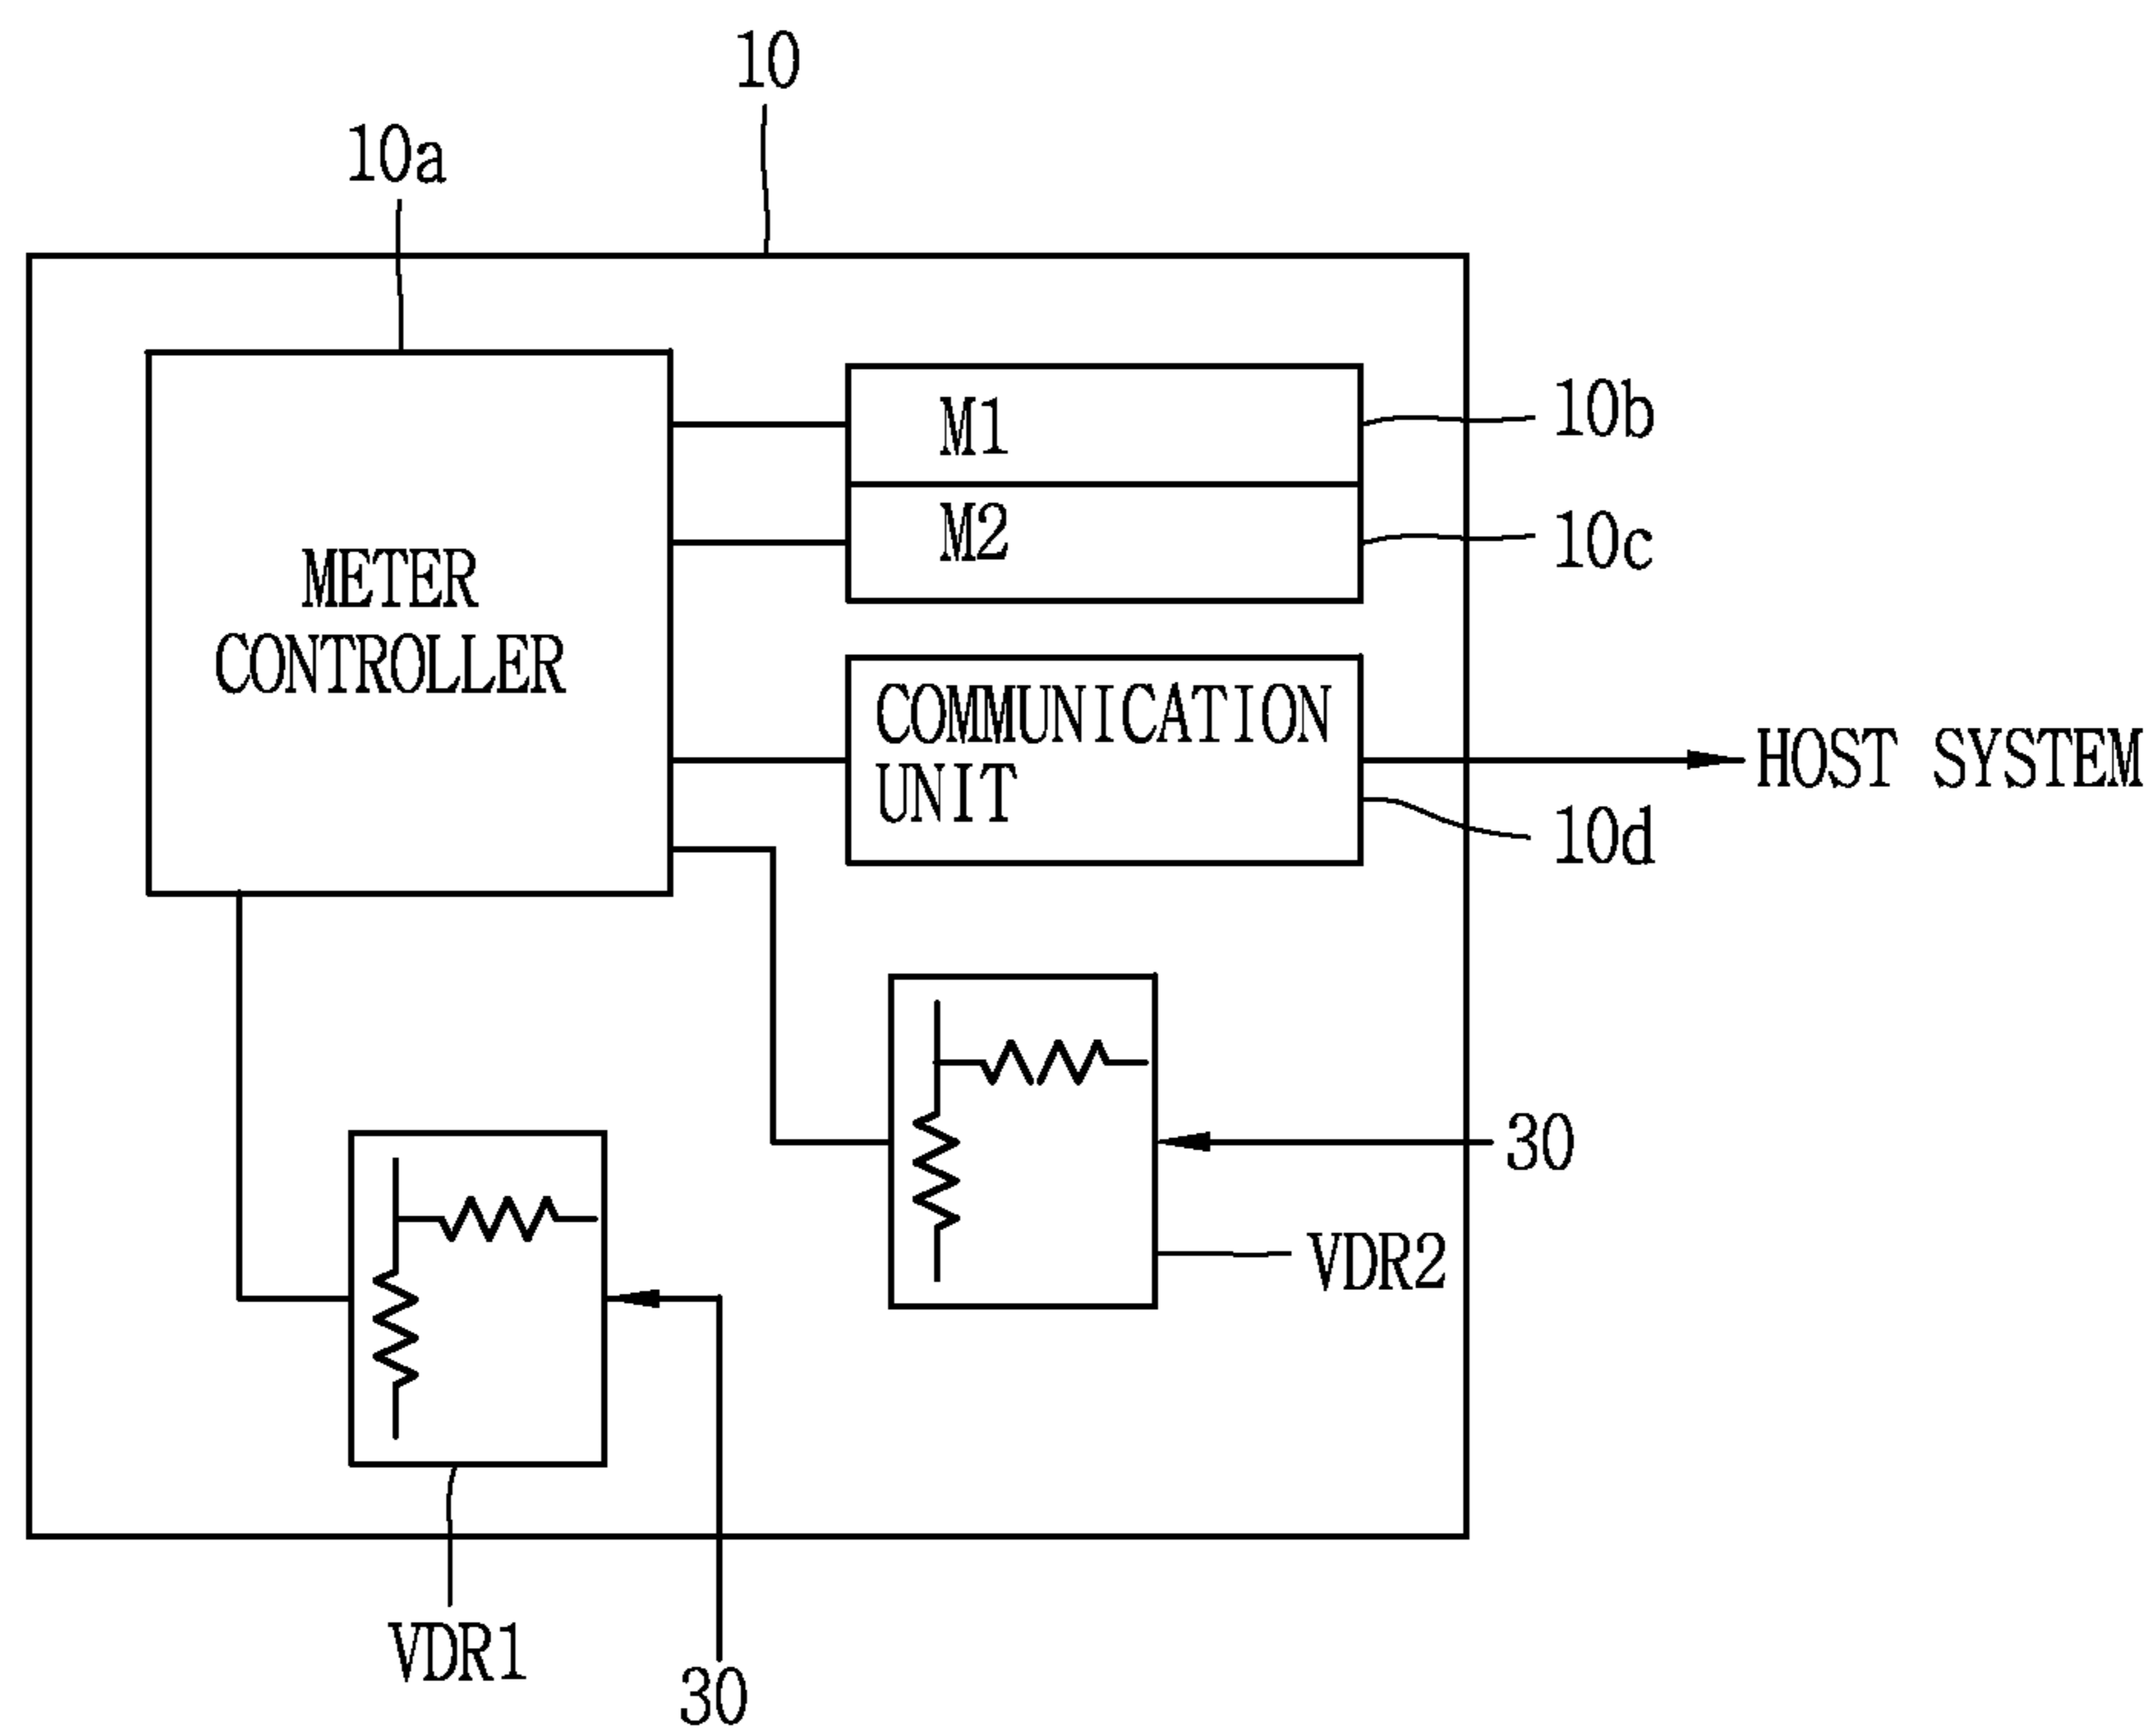 10
10a
M1
10b
M2
10c
METER
CONTROLLER
COMMUNICATION
UNIT
HOST SYSTEM
10d
30
VDR2
VDR1
30